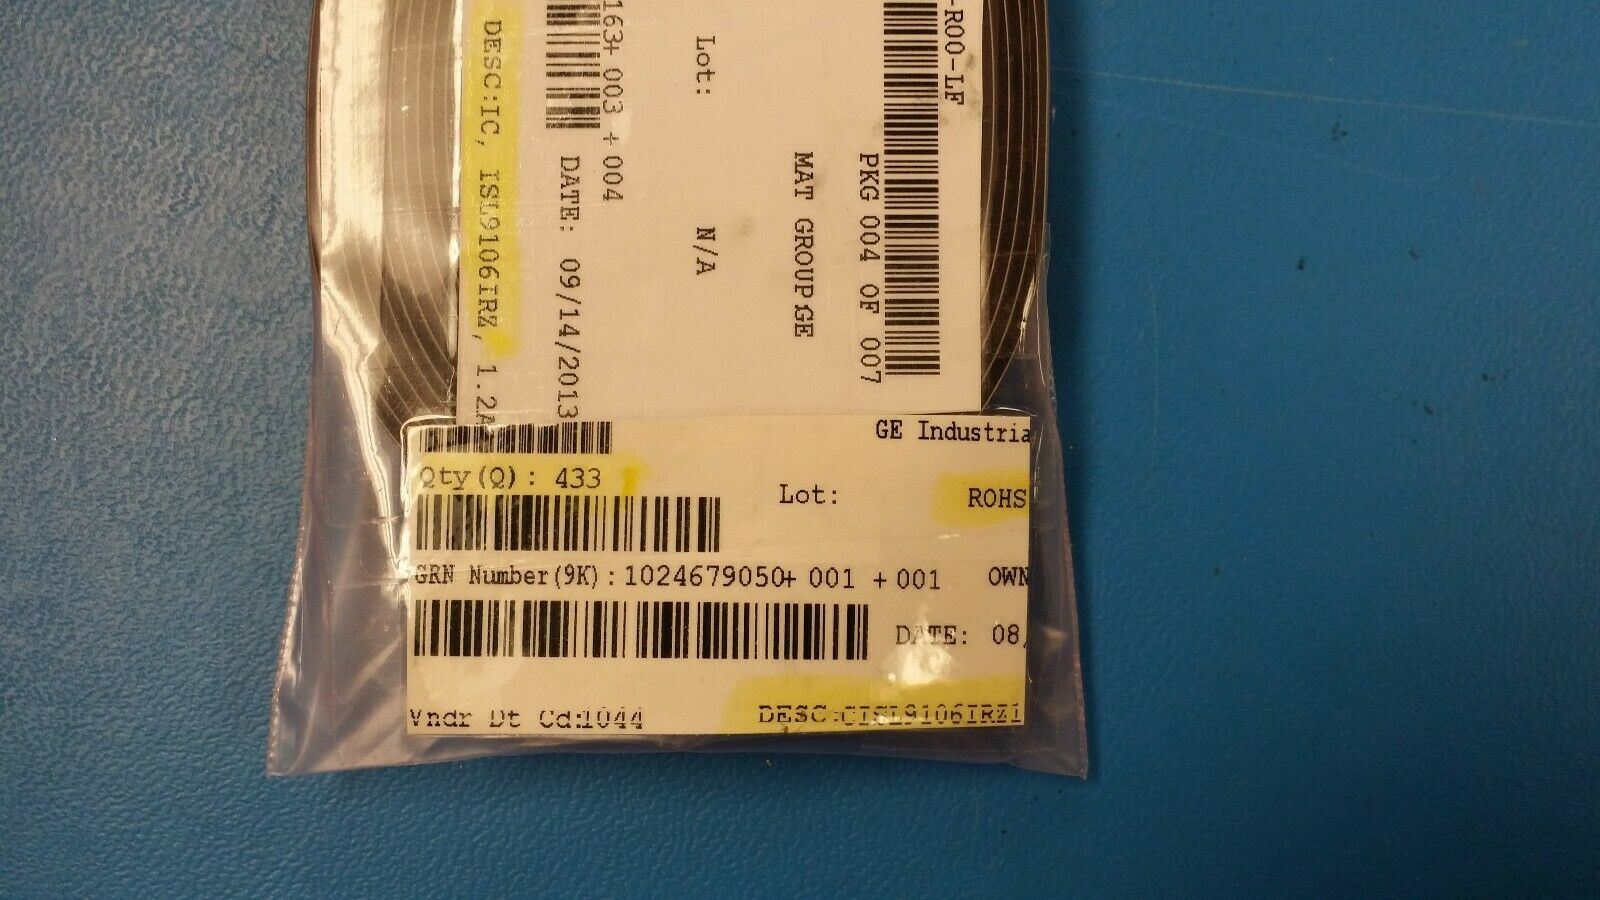 -R00-LF
PKG 004 OF 007
MAT GROUP:GE
Lot: N/A
163+ 003 + 004
DATE: 09/14/2013
DESC:IC, ISL9106IRZ, 1.2A
GE Industria
Qty(Q): 433
Lot:
ROHS
GRN Number(9K):1024679050+ 001 +001
OWN
DATE: 08/
Vndr Dt Cd:1044
DESC:CISL9106IRZ1